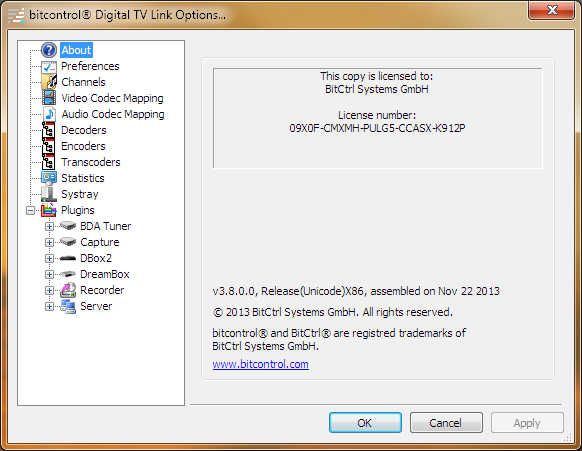 bitcontrol® Digital TV Link Options...
About
Preferences
Channels
Video Codec Mapping
Audio Codec Mapping
Decoders
Encoders
Transcoders
Statistics
Systray
Plugins
BDA Tuner
Capture
DBox2
DreamBox
Recorder
Server
This copy is licensed to:
BitCtrl Systems GmbH
License number:
09X0F-CMXMH-PULG5-CCASX-K912P
v3.8.0.0, Release(Unicode)X86, assembled on Nov 22 2013
© 2013 BitCtrl Systems GmbH. All rights reserved.
bitcontrol® and BitCtrl® are registred trademarks of
BitCtrl Systems GmbH.
www.bitcontrol.com
OK
Cancel
Apply